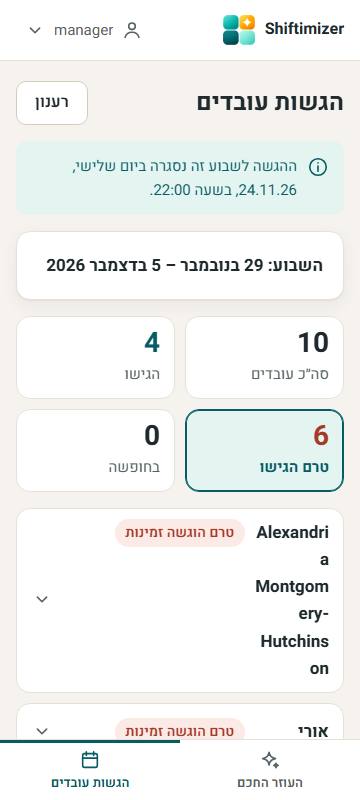 Shiftimizer
manager
הגשות עובדים
רענון
ההגשה לשבוע זה נסגרה ביום שלישי,
24.11.26, בשעה 22:00.
השבוע: 29 בנובמבר – 5 בדצמבר 2026
10
סה״כ עובדים
4
הגישו
6
טרם הגישו
0
בחופשה
Alexandri
a
Montgom
ery-
Hutchins
on
טרם הוגשה זמינות
אורי
טרם הוגשה זמינות
העוזר החכם
הגשות עובדים